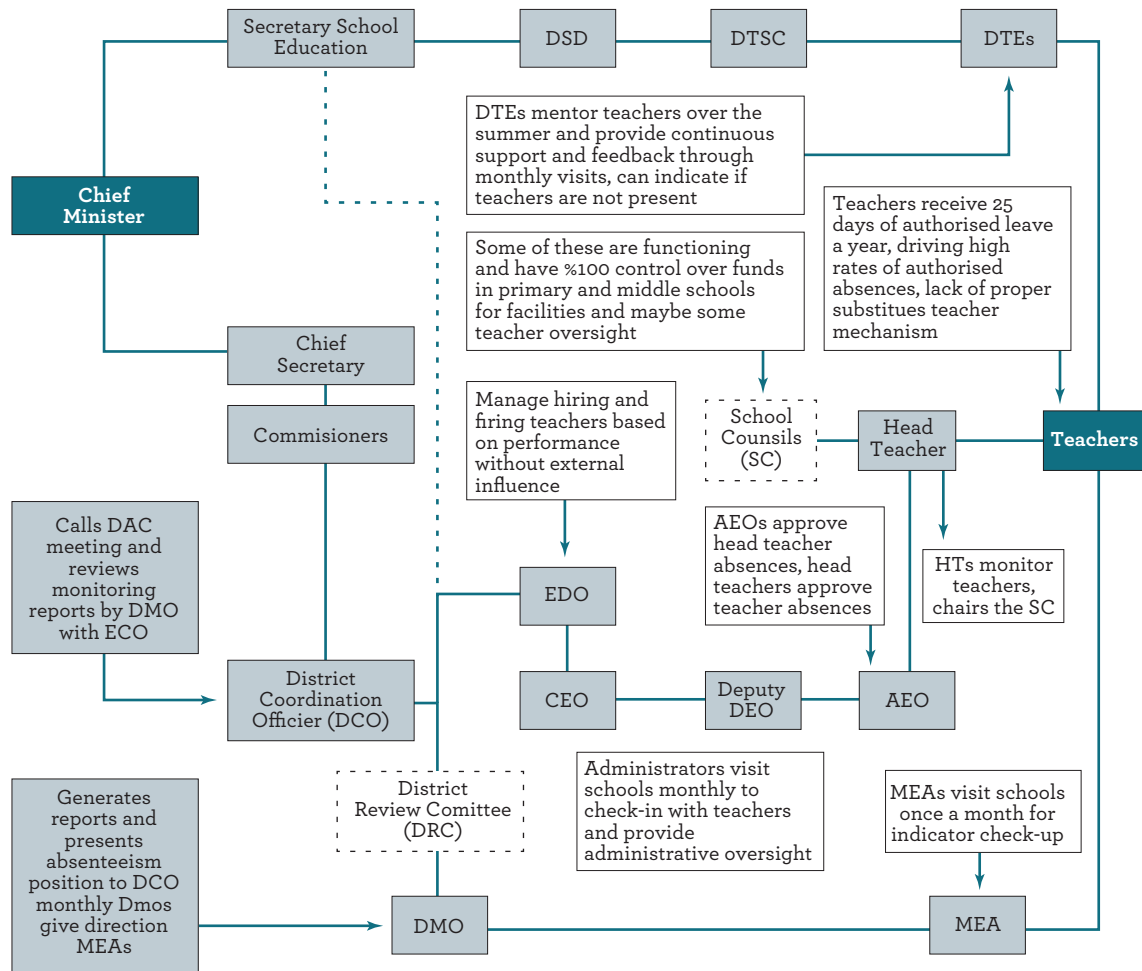 Secretary School
Education
DSD
DTSC
DTEs
DTEs mentor teachers over the
summer and provide continuous
support and feedback through
monthly visits, can indicate if
teachers are not present
Chief
Minister
Teachers receive 25
days of authorised leave
a year, driving high
rates of authorised
absences, lack of proper
substitues teacher
mechanism
Some of these are functioning
and have %100 control over funds
in primary and middle schools
for facilities and maybe some
teacher oversight
Chief
Secretary
Commisioners
Manage hiring and
firing teachers based
on performance
without external
influence
School
Counsils
(SC)
Head
Teacher
Teachers
Calls DAC
meeting and
reviews
monitoring
reports by DMO
with ECO
AEOs approve
head teacher
absences, head
teachers approve
teacher absences
HTs monitor
teachers,
chairs the SC
EDO
District
Coordination
Officier (DCO)
CEO
Deputy
DEO
AEO
Generates
reports and
presents
absenteeism
position to DCO
monthly Dmos
give direction
MEAs
District
Review Comittee
(DRC)
Administrators visit
schools monthly to
check-in with teachers
and provide
administrative oversight
MEAs visit schools
once a month for
indicator check-up
DMO
MEA